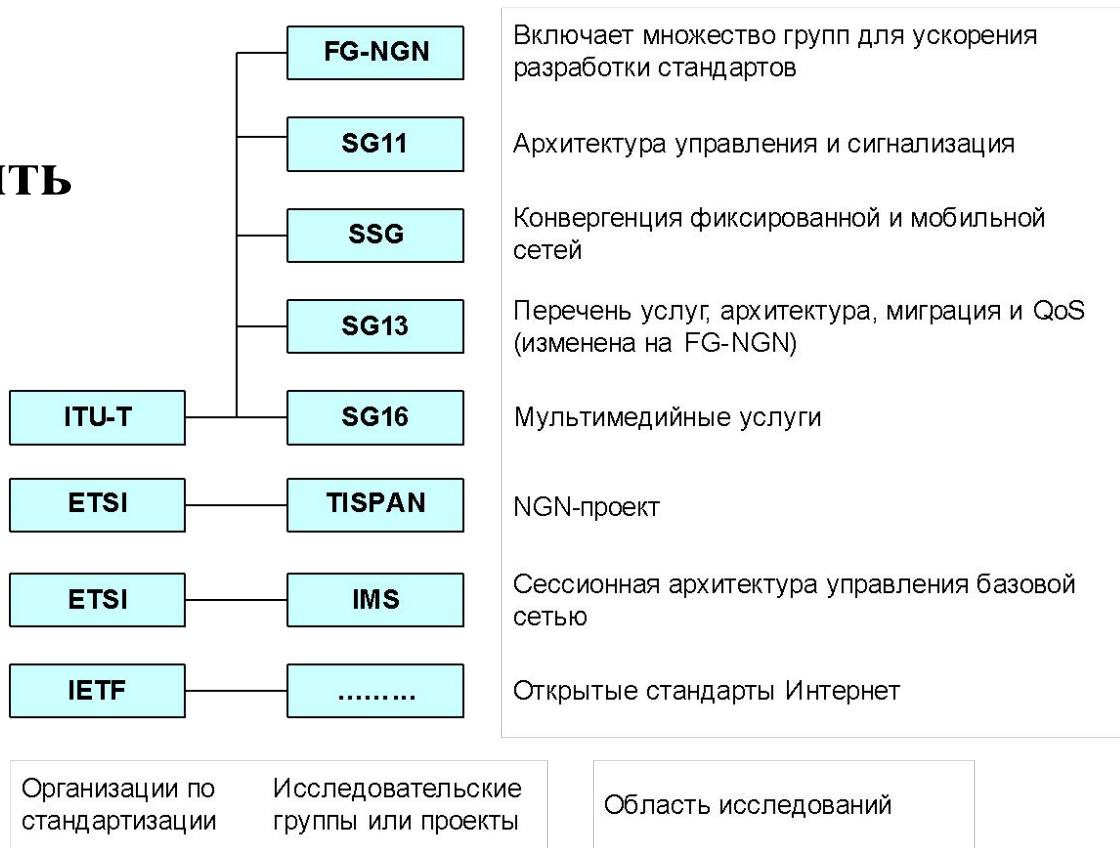 FG-NGN
Включает множество групп для ускорения
разработки стандартов
SG11
Архитектура управления и сигнализация
SSG
Конвергенция фиксированной и мобильной
сетей
SG13
Перечень услуг, архитектура, миграция и QoS
(изменена на FG-NGN)
ITU-T
SG16
Мультимедийные услуги
ETSI
TISPAN
NGN-проект
ETSI
IMS
Сессионная архитектура управления базовой
сетью
IETF
.........
Открытые стандарты Интернет
Организации по
стандартизации
Исследовательские
группы или проекты
Область исследований